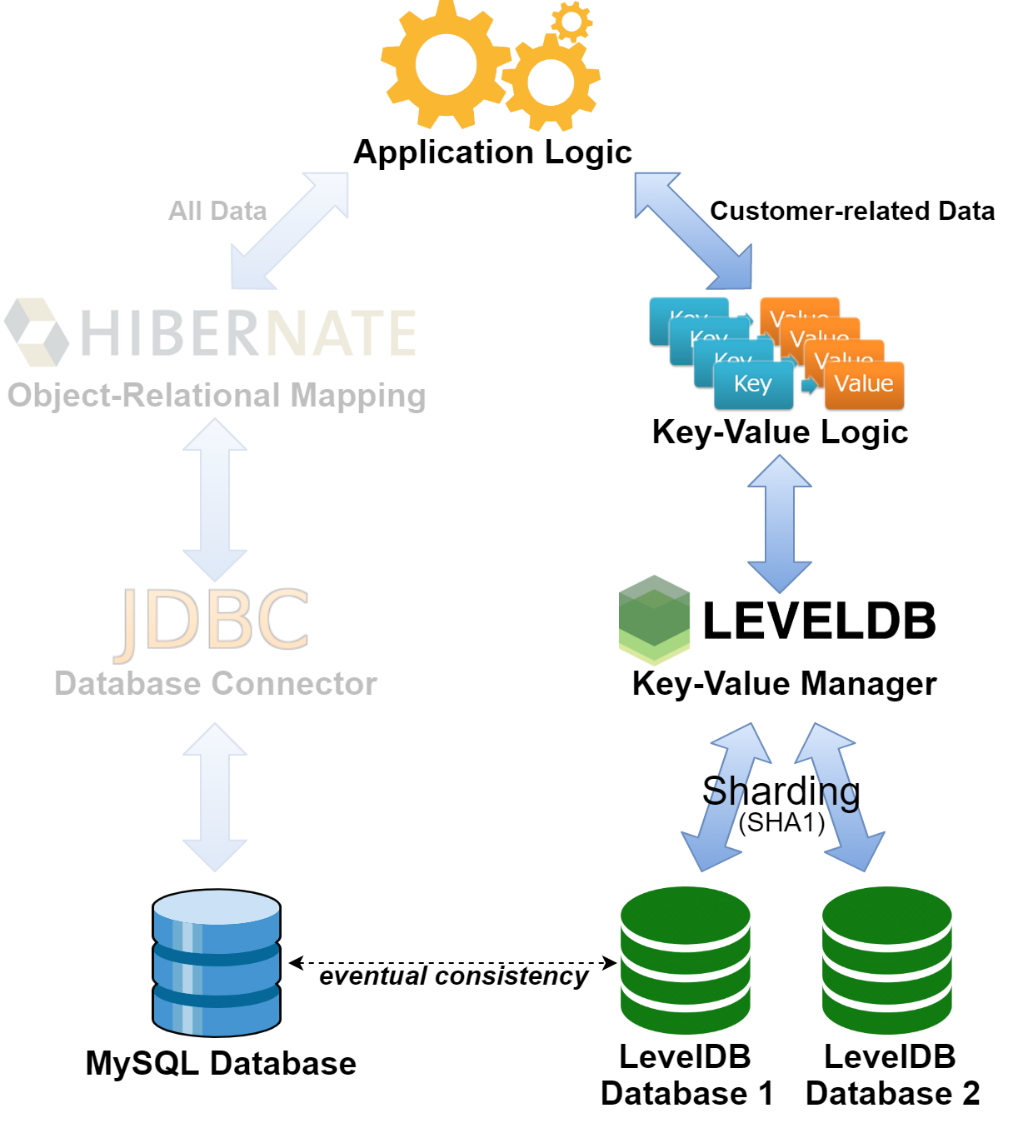 Application Logic
All Data
Customer-related Data
HIBERNATE
Object-Relational Mapping
Key Value
Key Value
Key Value
Key Value
Key-Value Logic
JDBC
Database Connector
LEVELDB
Key-Value Manager
Sharding
(SHA1)
eventual consistency
MySQL Database
LevelDB
Database 1
LevelDB
Database 2